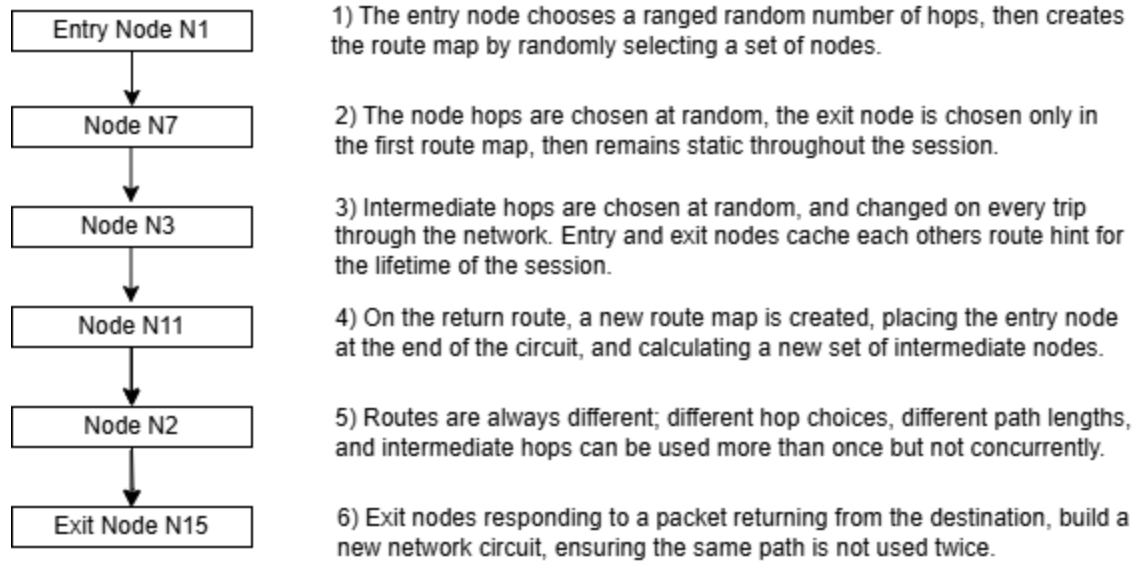 Entry Node N1
1) The entry node chooses a ranged random number of hops, then creates
the route map by randomly selecting a set of nodes.
Node N7
2) The node hops are chosen at random, the exit node is chosen only in
the first route map, then remains static throughout the session.
Node N3
3) Intermediate hops are chosen at random, and changed on every trip
through the network. Entry and exit nodes cache each others route hint for
the lifetime of the session.
Node N11
4) On the return route, a new route map is created, placing the entry node
at the end of the circuit, and calculating a new set of intermediate nodes.
Node N2
5) Routes are always different; different hop choices, different path lengths,
and intermediate hops can be used more than once but not concurrently.
Exit Node N15
6) Exit nodes responding to a packet returning from the destination, build a
new network circuit, ensuring the same path is not used twice.